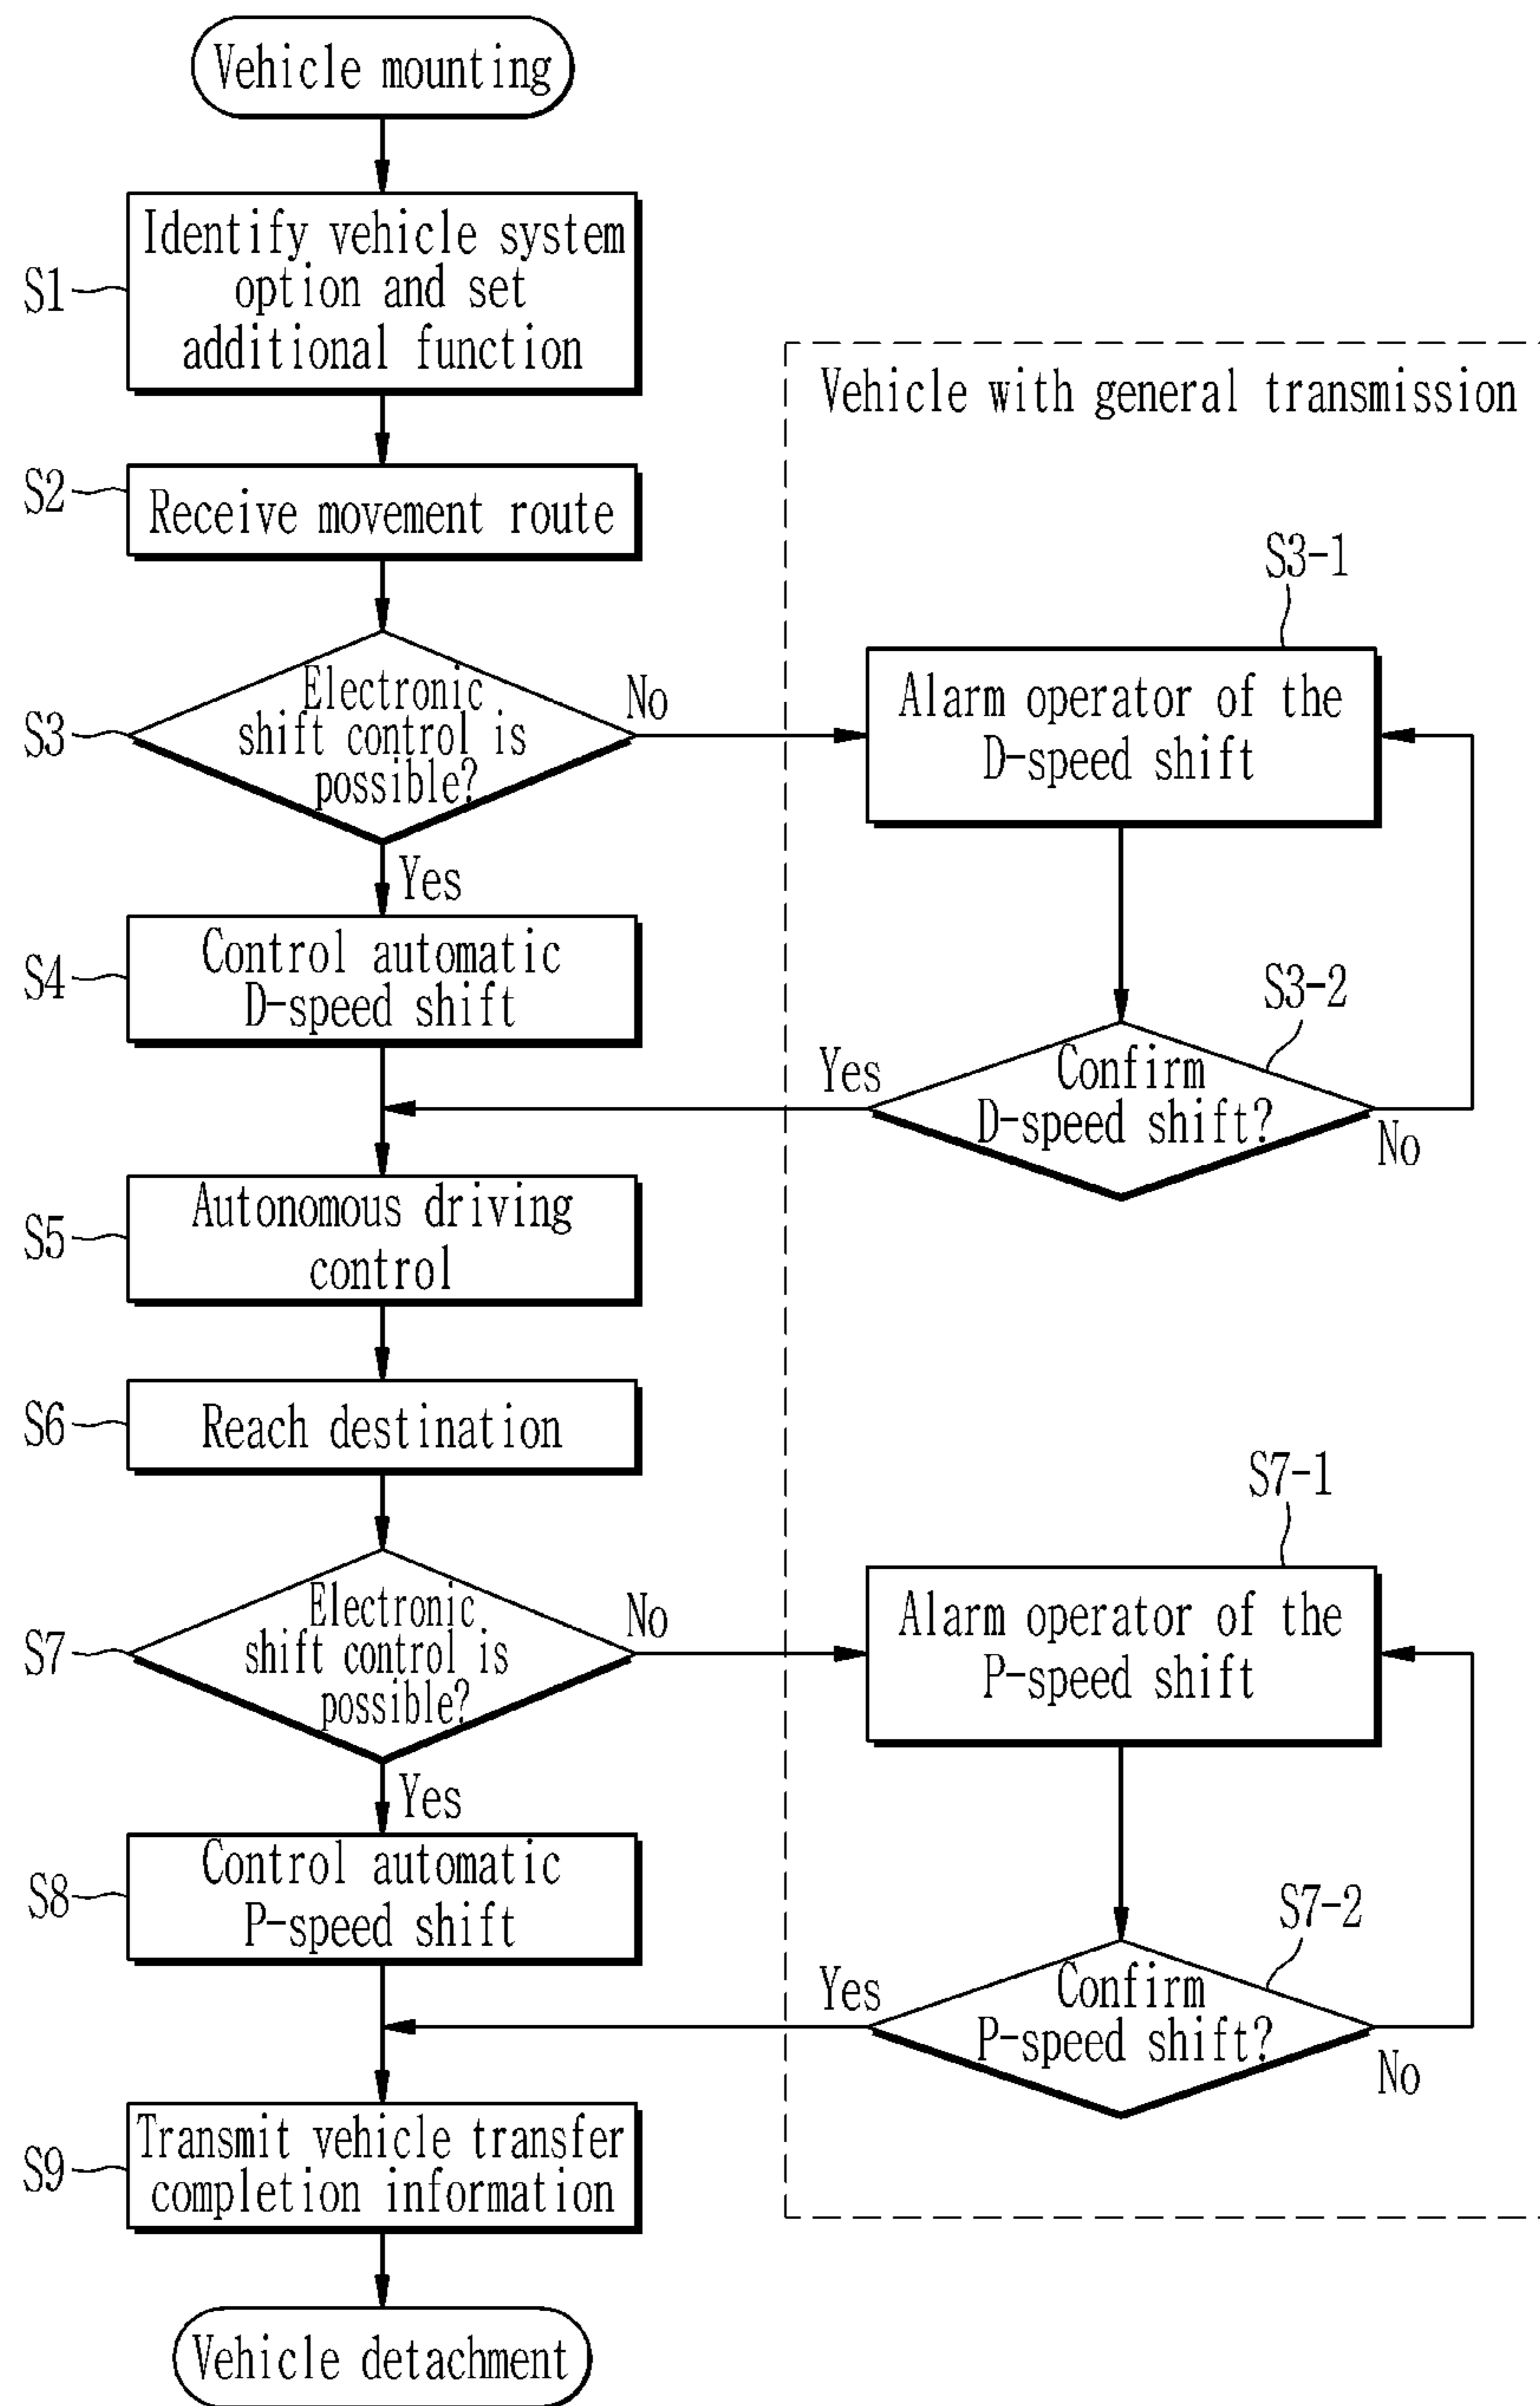 Vehicle mounting
S1
Identify vehicle system
option and set
additional function
S2
Receive movement route
S3
Electronic
shift control is
possible?
No
Yes
S4
Control automatic
D-speed shift
S5
Autonomous driving
control
S6
Reach destination
S7
Electronic
shift control is
possible?
No
Yes
S8
Control automatic
P-speed shift
S9
Transmit vehicle transfer
completion information
Vehicle detachment
Vehicle with general transmission
S3-1
Alarm operator of the
D-speed shift
S3-2
Confirm
D-speed shift?
Yes
No
S7-1
Alarm operator of the
P-speed shift
S7-2
Confirm
P-speed shift?
Yes
No